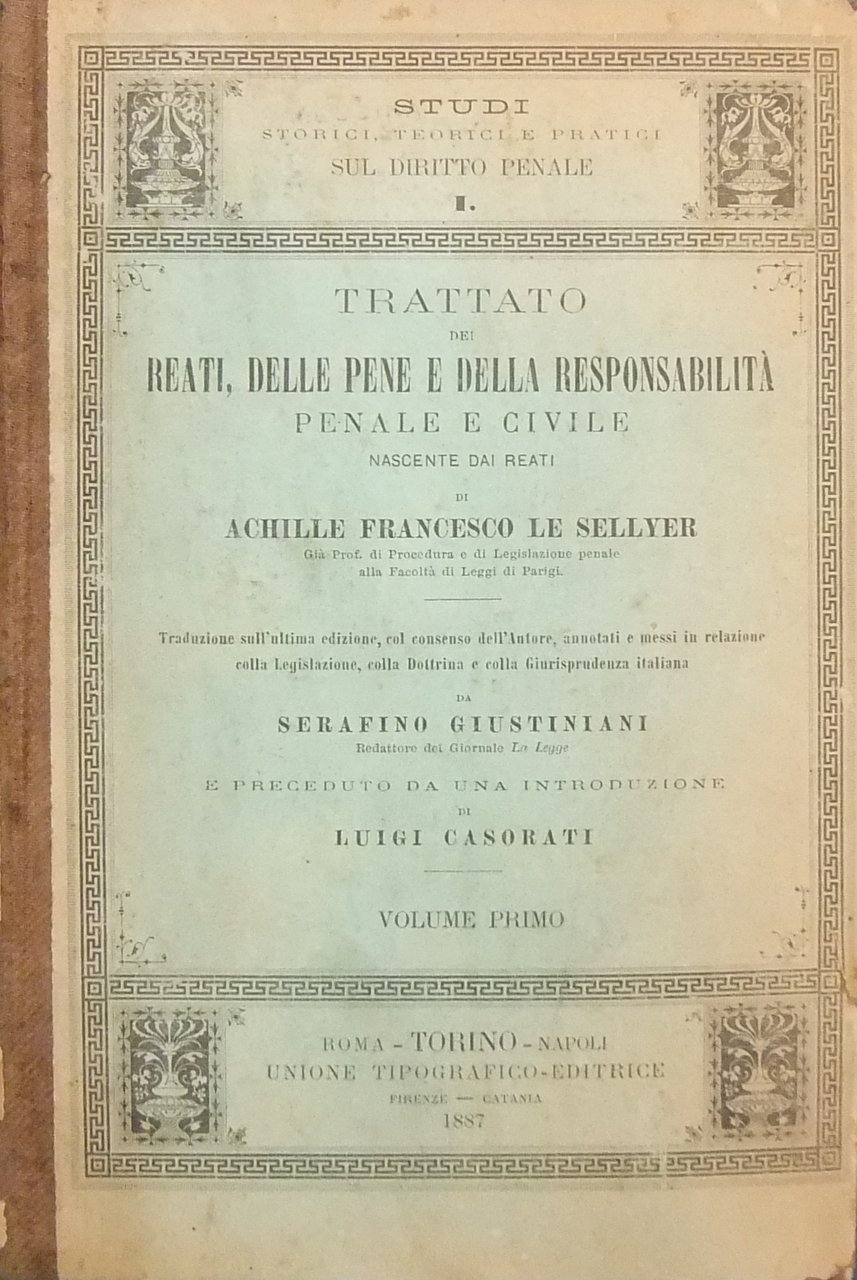 STUDI
STORICI, TEORICI E PRATICI
SUL DIRITTO PENALE
I.
TRATTATO
DEI
REATI, DELLE PENE E DELLA RESPONSABILITÀ
PENALE E CIVILE
NASCENTE DAI REATI
DI
ACHILLE FRANCESCO LE SELLYER
Già Prof. di Procedura e di Legislazione penale
alla Facoltà di Leggi di Parigi.
Traduzione sull'ultima edizione, col consenso dell'Autore, annotati e messi in relazione
colla Legislazione, colla Dottrina e colla Giurisprudenza italiana
DA
SERAFINO GIUSTINIANI
Redattore del Giornale La Legge
E PRECEDUTO DA UNA INTRODUZIONE
DI
LUIGI CASORATI
VOLUME PRIMO
ROMA - TORINO - NAPOLI
UNIONE TIPOGRAFICO-EDITRICE
FIRENZE — CATANIA
1887